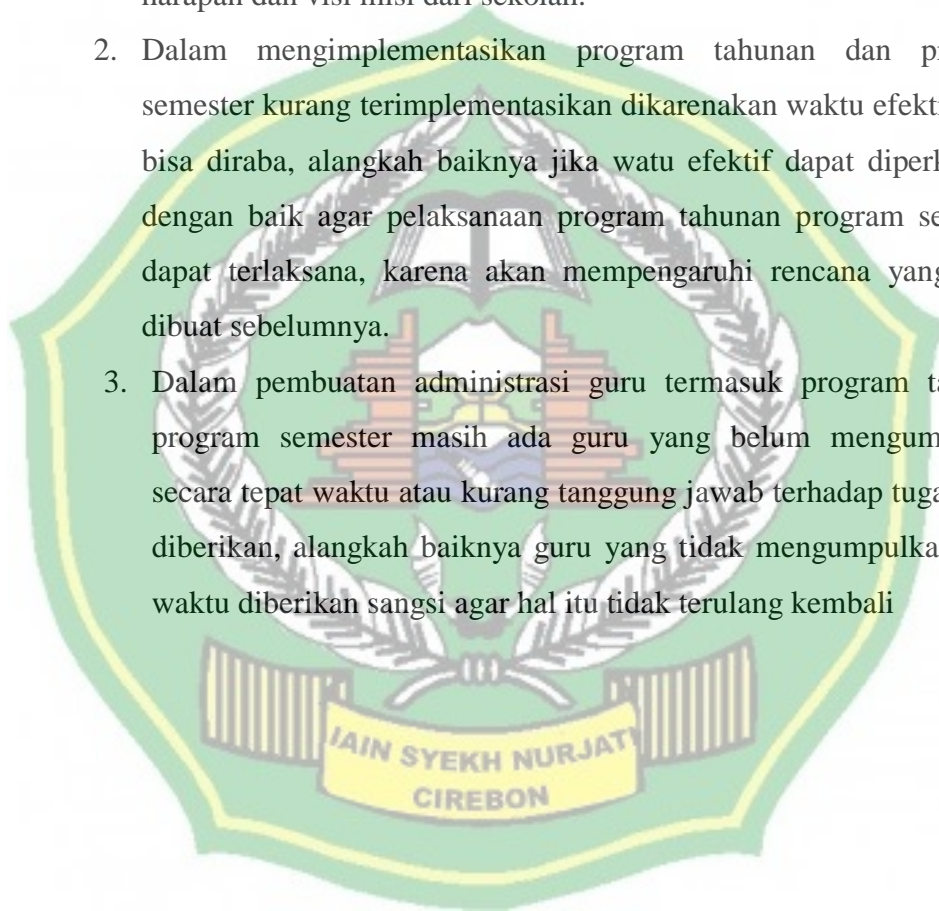 dan visi misi dari sekolah.
2. Dalam mengimplementasikan program tahunan dan
semester kurang terimplementasikan dikarenakan waktu
bisa diraba, alangkah baiknya jika watu efektif dapat
dengan baik agar pelaksanaan program tahunan program
dapat terlaksana, karena akan mempengaruhi rencana yang
dibuat sebelumnya.
3. Dalam pembuatan administrasi guru termasuk program
program semester masih ada guru yang belum
secara tepat waktu atau kurang tanggung jawab terhadap
diberikan, alangkah baiknya guru yang tidak
waktu diberikan sangsi agar hal itu tidak terulang kembali
IAIN SYEKH NURJATI
CIREBON